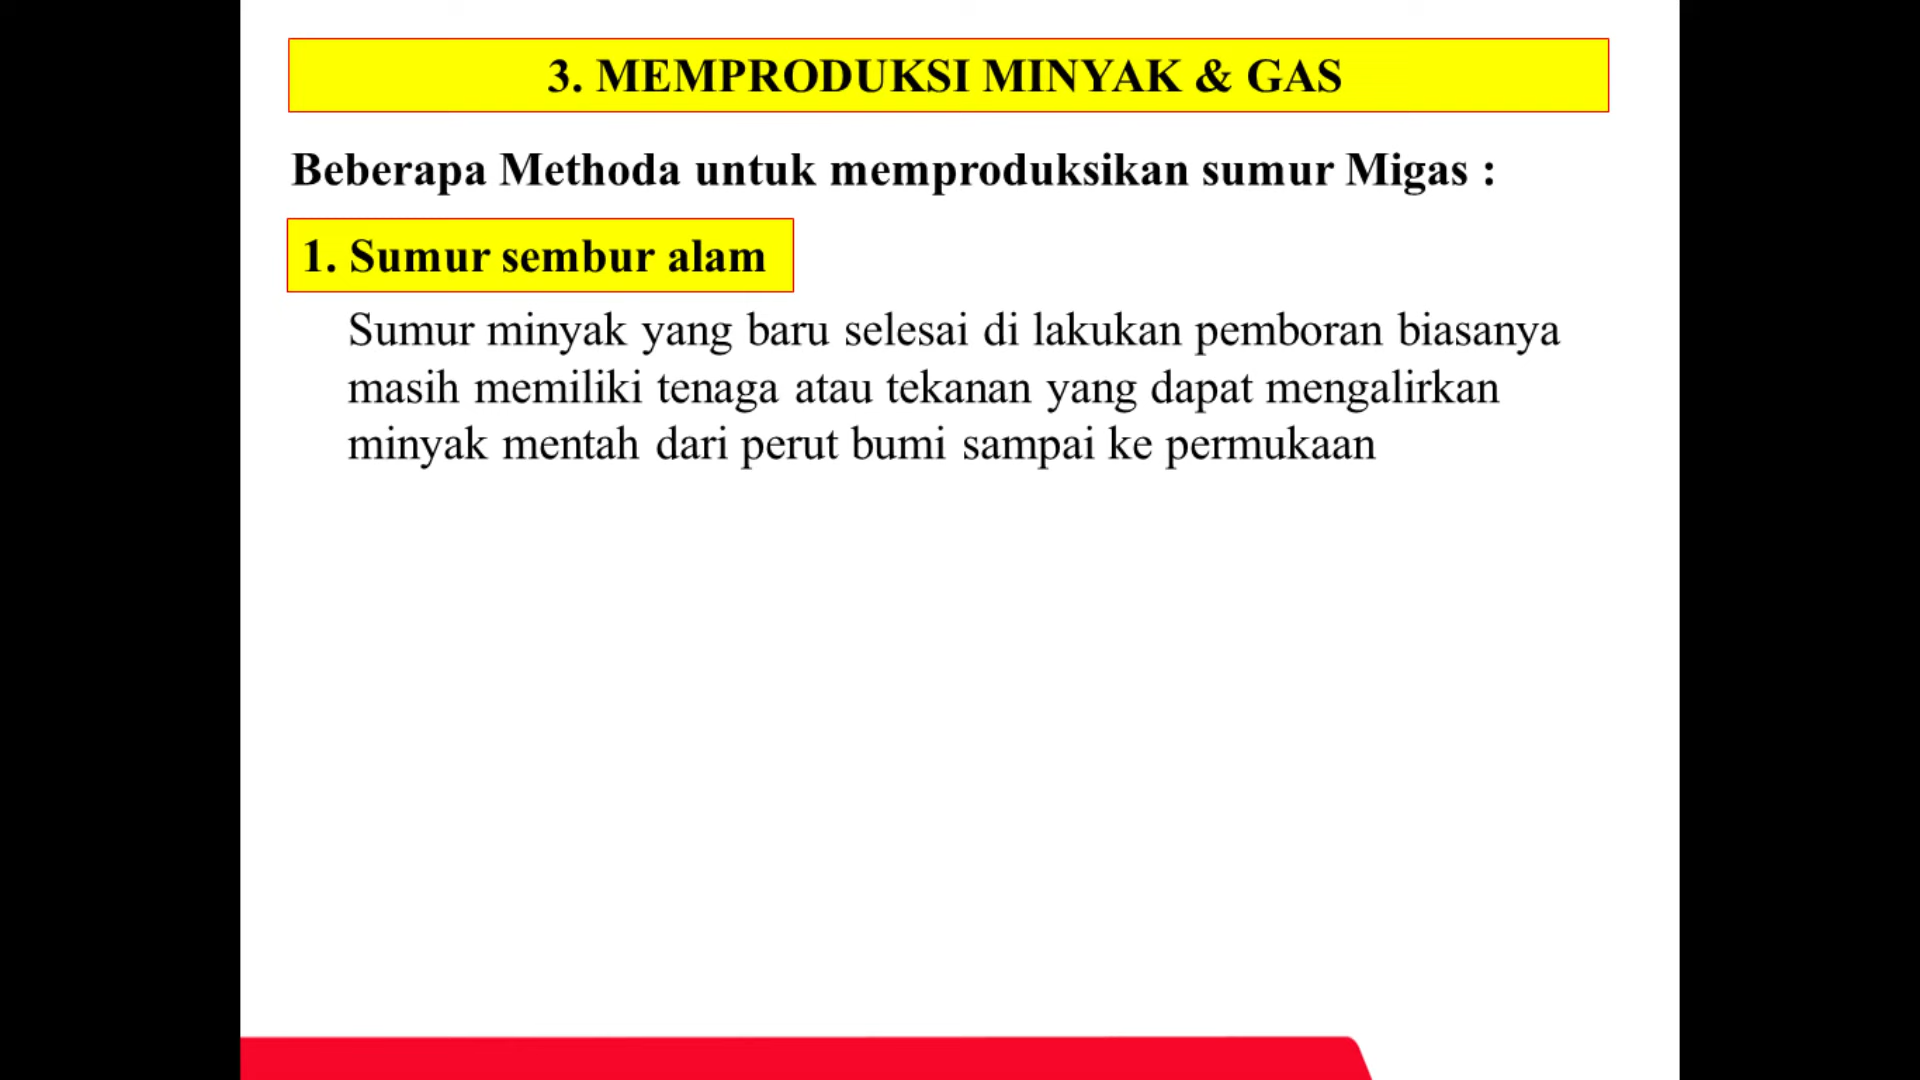 3. MEMPRODUKSI MINYAK & GAS
Beberapa Methoda untuk memproduksikan sumur Migas :
1. Sumur sembur alam
Sumur minyak yang baru selesai di lakukan pemboran biasanya
masih memiliki tenaga atau tekanan yang dapat mengalirkan
minyak mentah dari perut bumi sampai ke permukaan